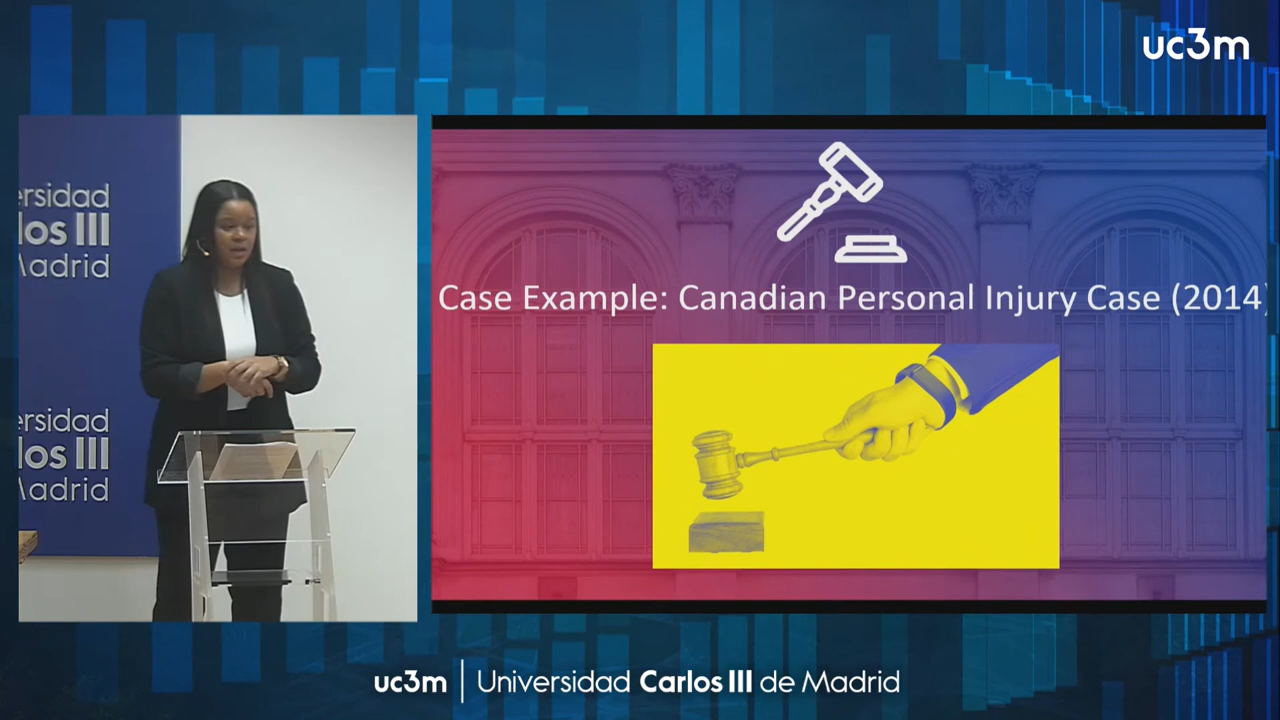 uc3m
ersidad
los III
Madrid
Case Example: Canadian Personal Injury Case (2014)
ersidad
los III
Madrid
uc3m | Universidad Carlos III de Madrid